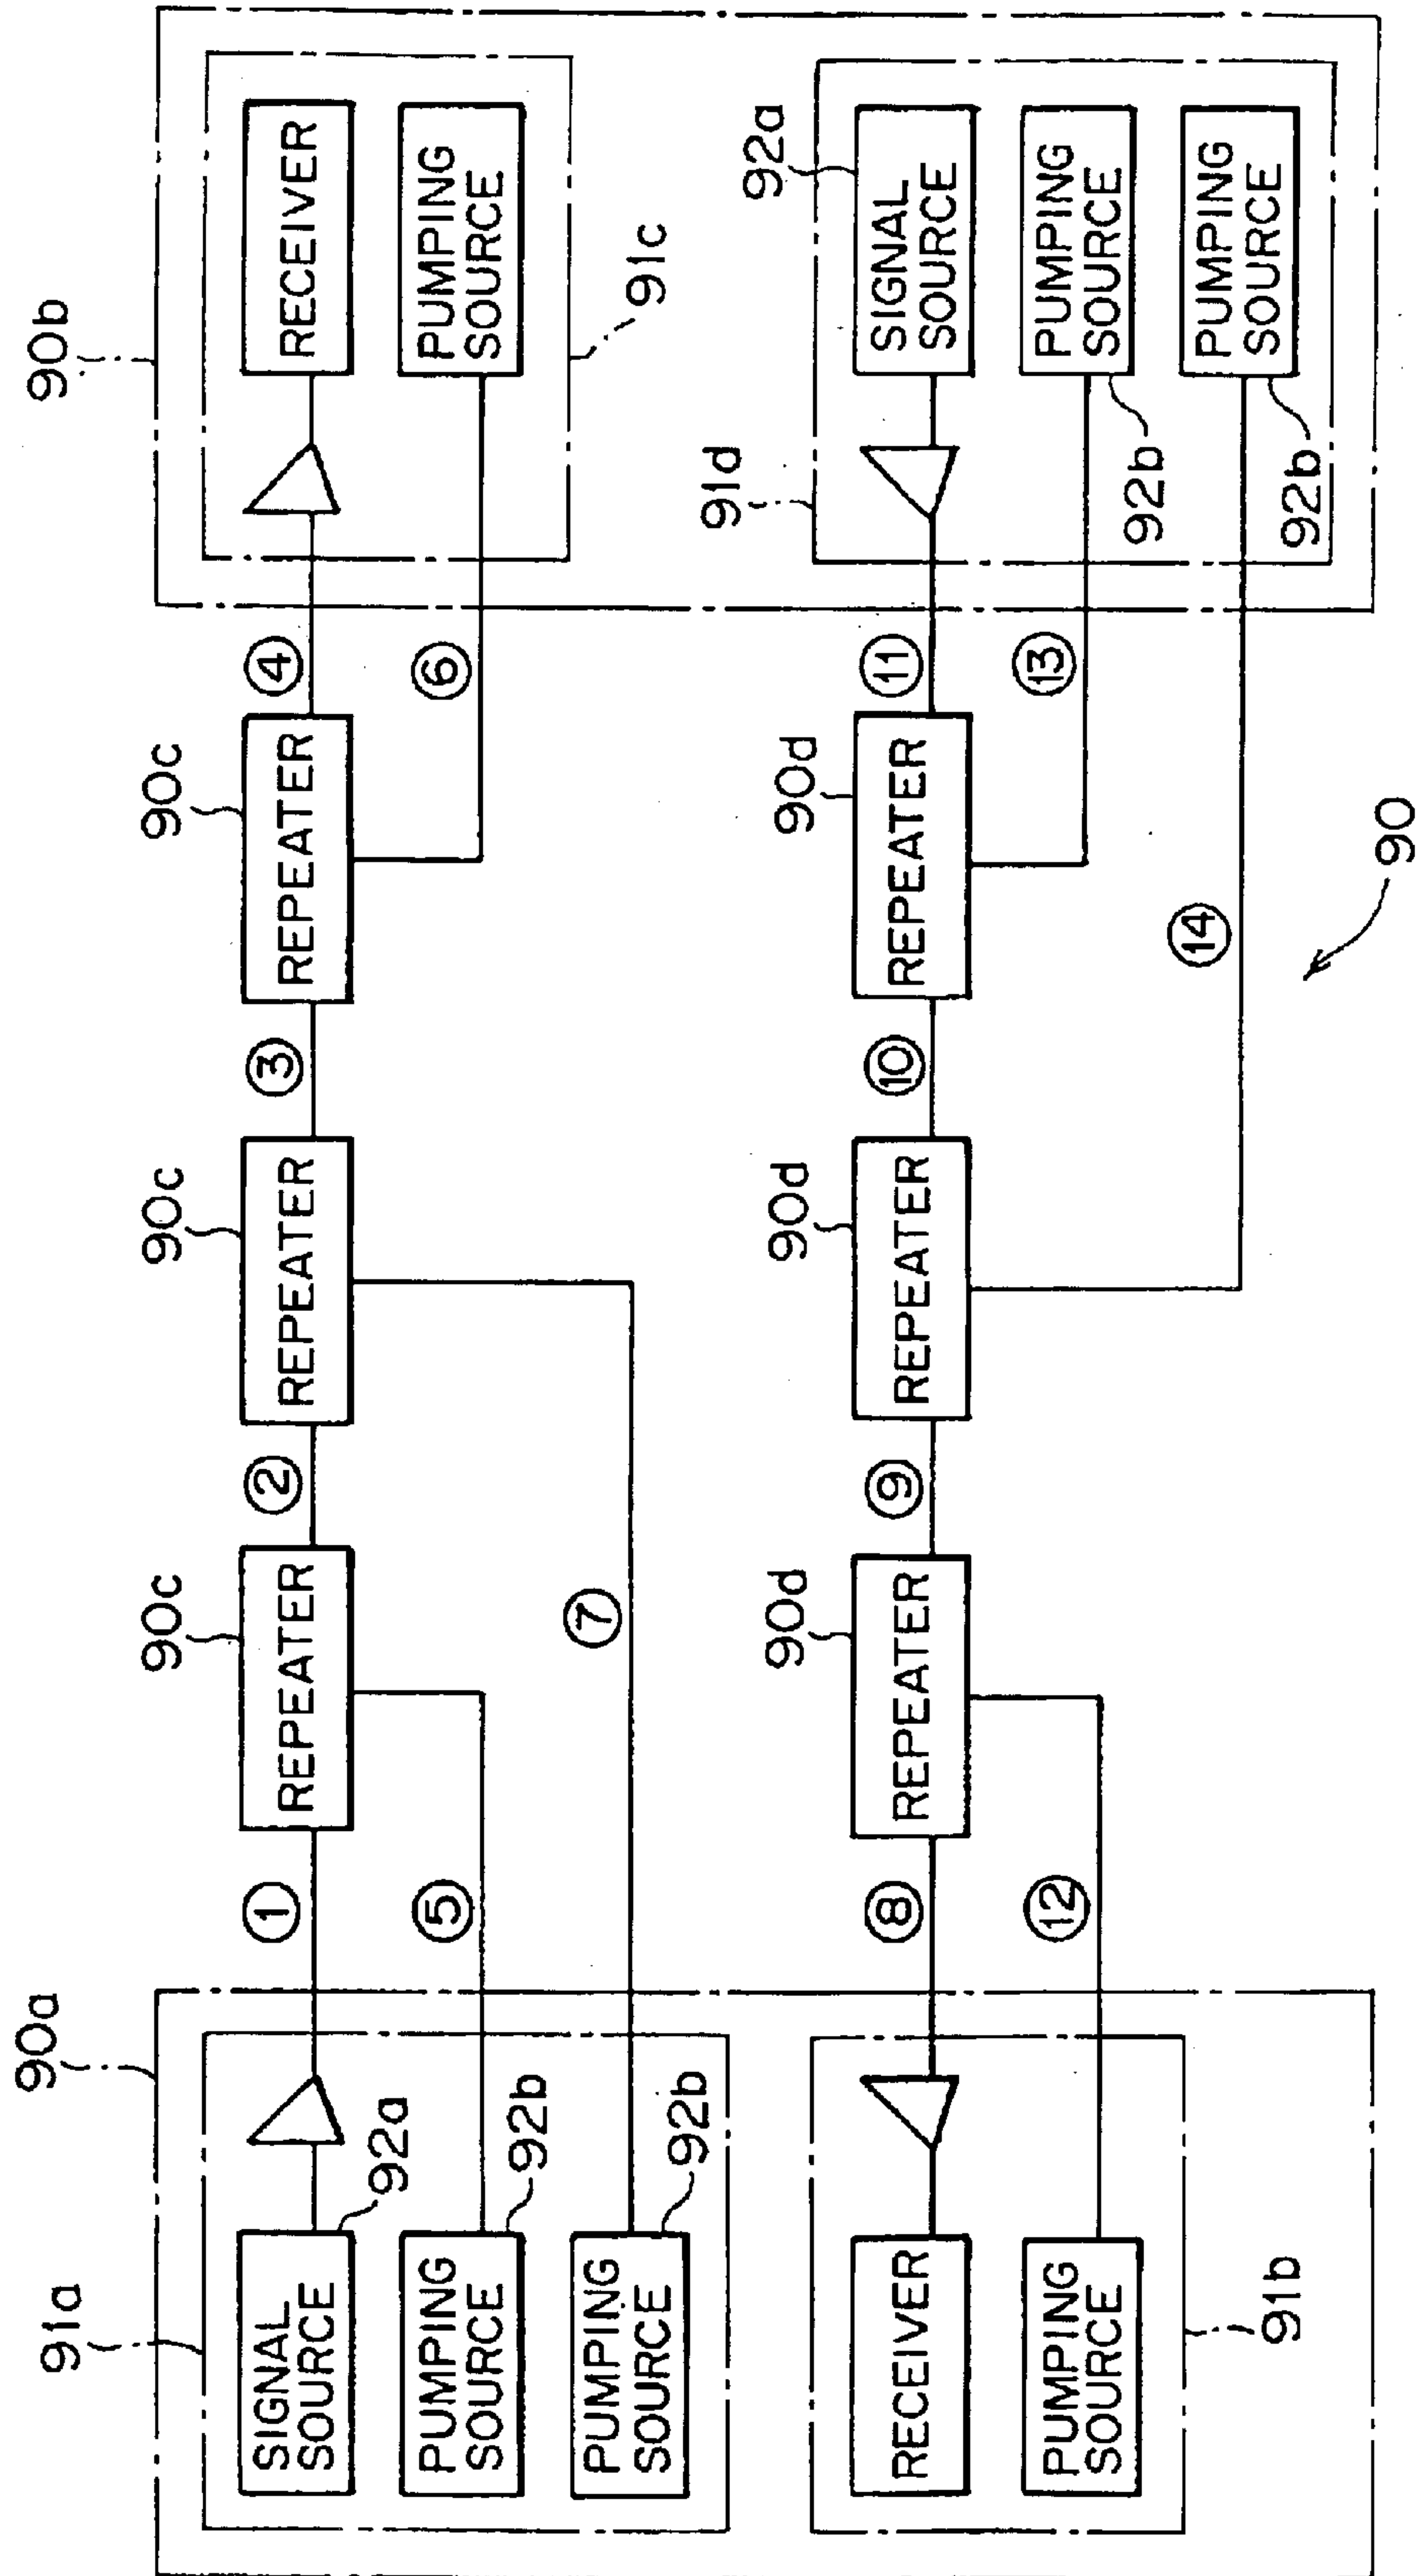 90a
90b
91a
SIGNAL
SOURCE
92a
①
90c
REPEATER
②
90c
REPEATER
③
90c
REPEATER
④
RECEIVER
PUMPING
SOURCE
92b
⑤
⑥
PUMPING
SOURCE
91c
PUMPING
SOURCE
92b
⑦
RECEIVER
⑧
90d
REPEATER
⑨
90d
REPEATER
⑩
90d
REPEATER
⑪
91d
SIGNAL
SOURCE
92a
PUMPING
SOURCE
⑫
⑬
PUMPING
SOURCE
92b
91b
⑭
PUMPING
SOURCE
92b
90